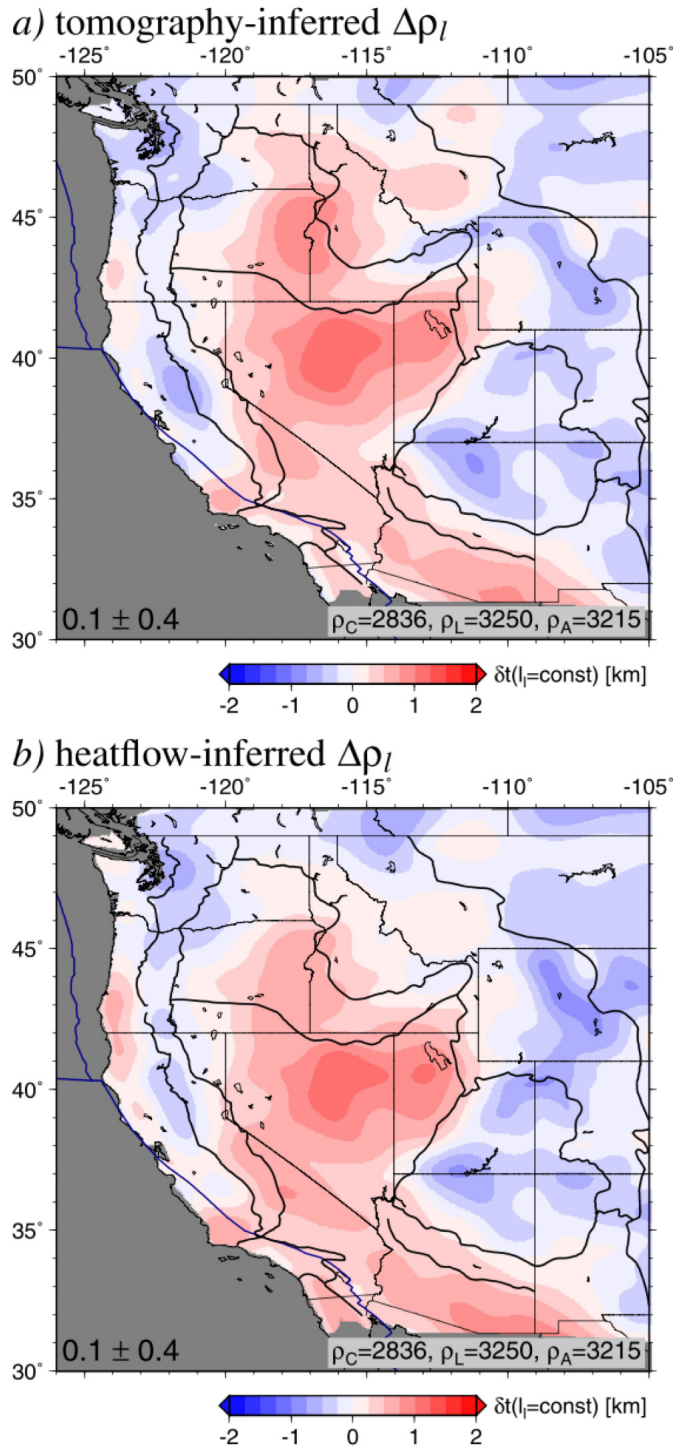 a) tomography-inferred Δρl
-125 -120 -115 -110 -105
50°
45°
40°
35°
30°
0.1 ± 0.4
ρC=2836, ρL=3250, ρA=3215
δt(ll=const) [km]
-2 -1 0 1 2
b) heatflow-inferred Δρl
-125 -120 -115 -110 -105
50°
45°
40°
35°
30°
0.1 ± 0.4
ρC=2836, ρL=3250, ρA=3215
δt(ll=const) [km]
-2 -1 0 1 2